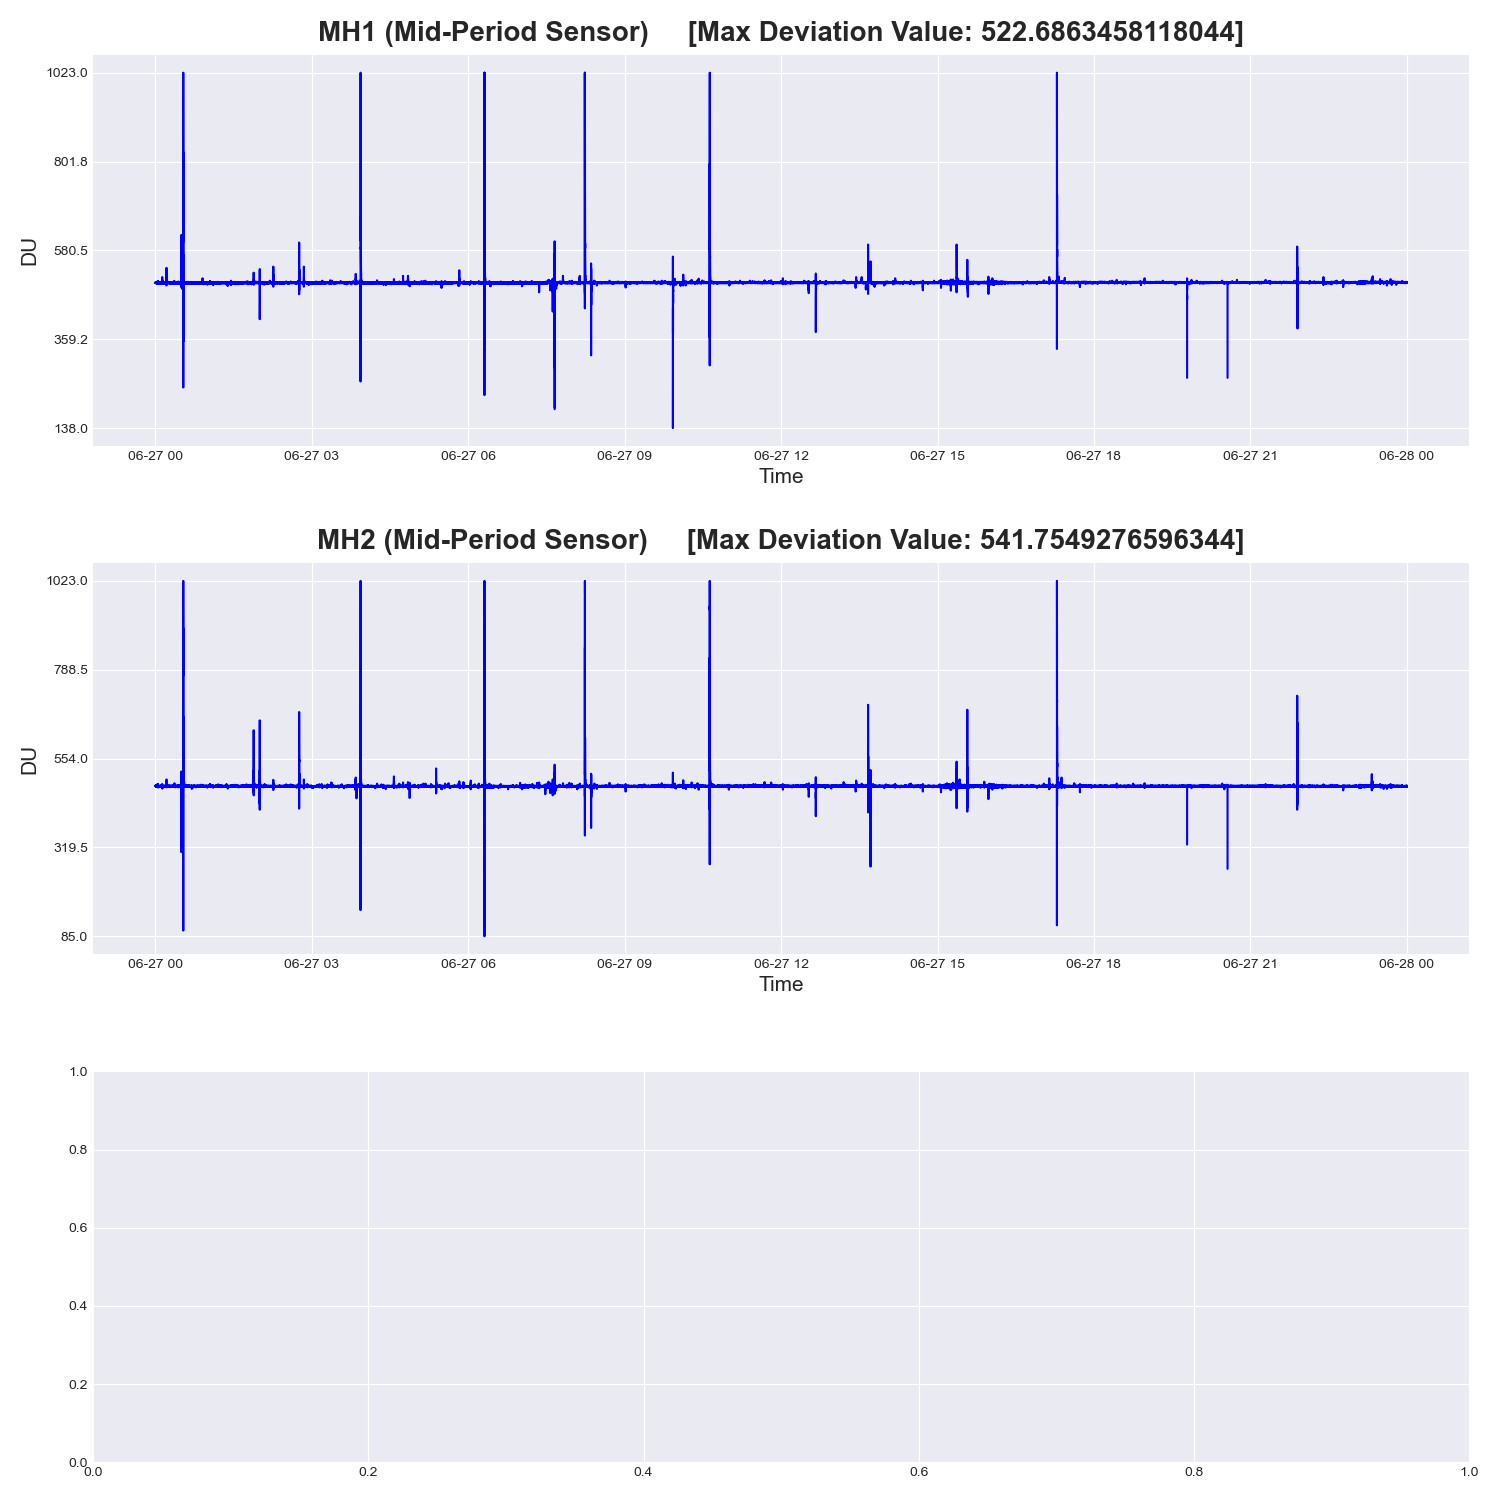 MH1 (Mid-Period Sensor) [Max Deviation Value: 522.6863458118044]
1023.0
801.8
580.5
359.2
138.0
DU
06-27 00 06-27 03 06-27 06 06-27 09 06-27 12 06-27 15 06-27 18 06-27 21 06-28 00
Time
MH2 (Mid-Period Sensor) [Max Deviation Value: 541.7549276596344]
1023.0
788.5
554.0
319.5
85.0
DU
06-27 00 06-27 03 06-27 06 06-27 09 06-27 12 06-27 15 06-27 18 06-27 21 06-28 00
Time
1.0
0.8
0.6
0.4
0.2
0.0
0.0 0.2 0.4 0.6 0.8 1.0